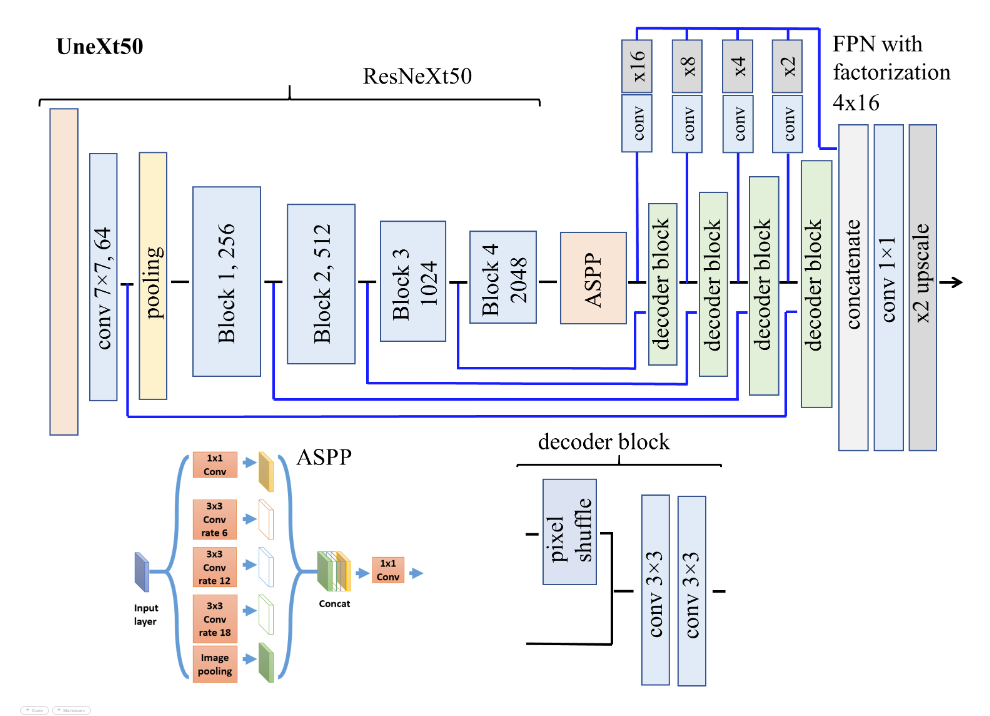 UneXt50
ResNeXt50
x16
x8
x4
x2
FPN with
factorization
4x16
conv
conv
conv
conv
conv 7×7, 64
pooling
Block 1, 256
Block 2, 512
Block 3
1024
Block 4
2048
ASPP
decoder block
decoder block
decoder block
decoder block
concatenate
conv 1×1
x2 upscale
ASPP
1x1
Conv
3x3
Conv
rate 6
3x3
Conv
rate 12
3x3
Conv
rate 18
Image
pooling
Input
layer
Concat
1x1
Conv
decoder block
pixel
shuffle
conv 3×3
conv 3×3